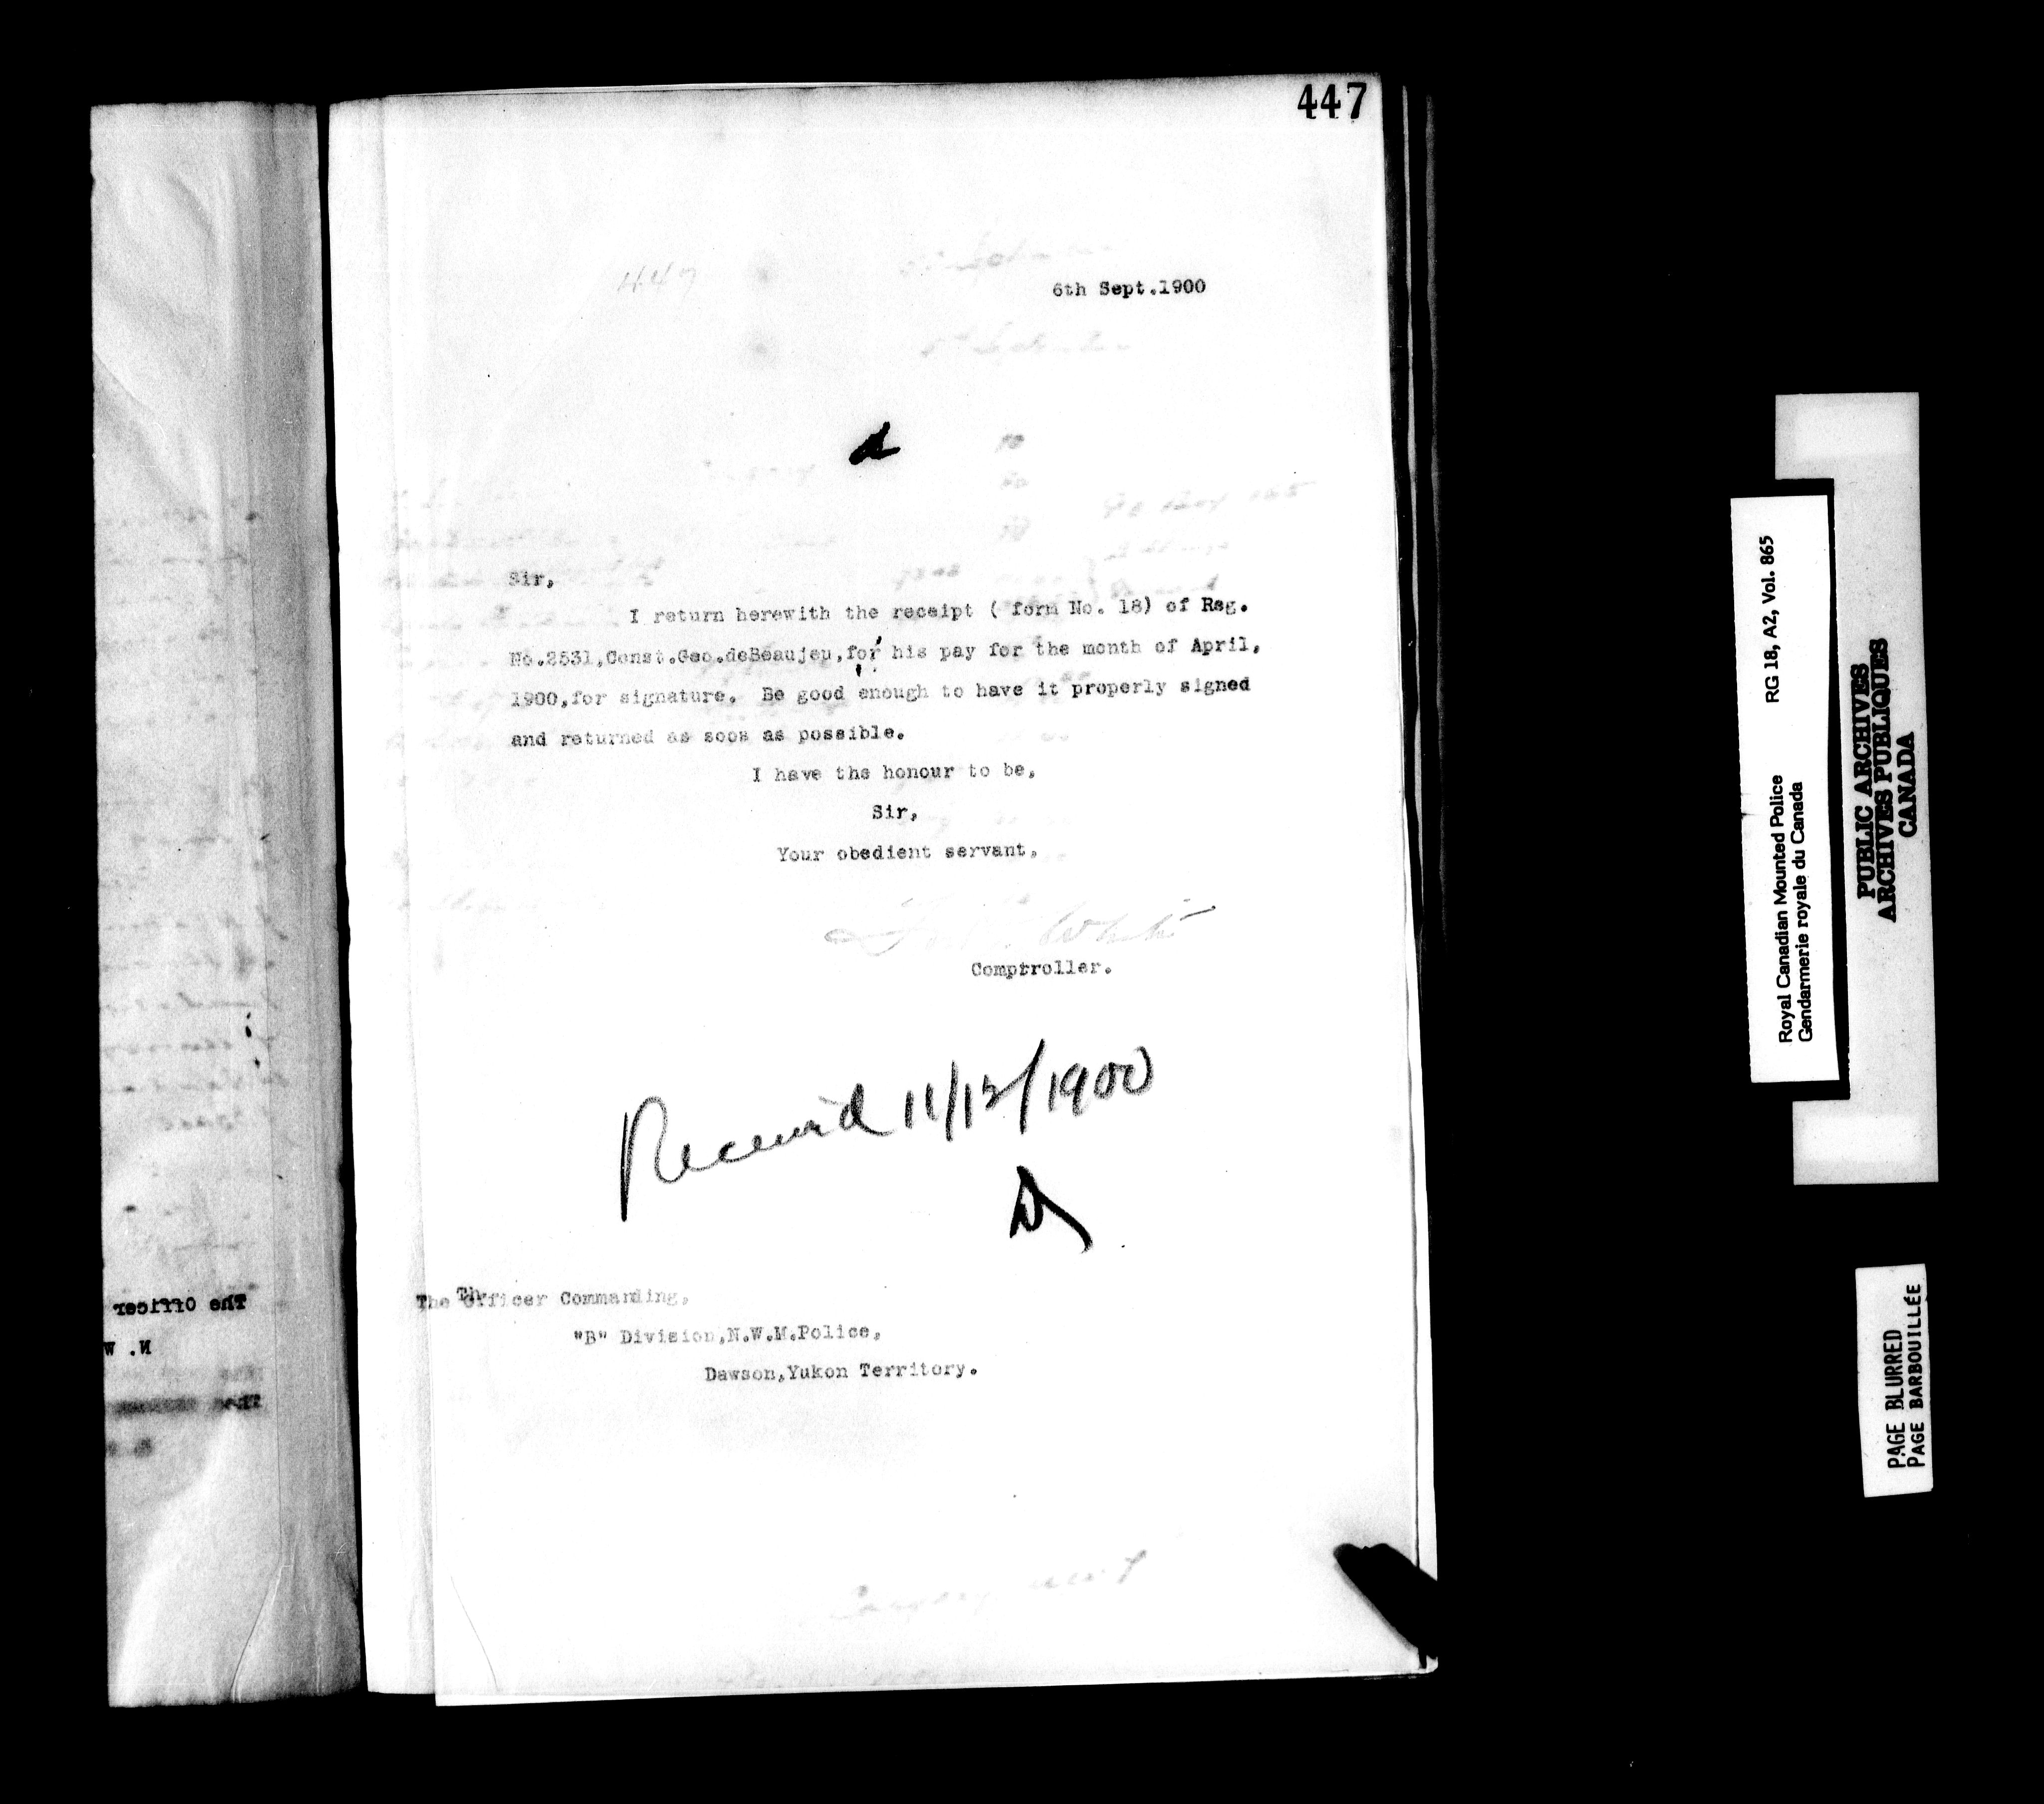 447
6th Sept.1900
Sir,
I return herewith the receipt ( form No. 18) of Reg.
No.2531,Const.Geo.deBeaujeu,for his pay for the month of April,
1900,for signature. Be good enough to have it properly signed
and returned as soon as possible.
I have the honour to be,
Sir,
Your obedient servant,
White
Comptroller.
Received 11/12/1900
The Officer Commanding,
"B" Division,N.W.M.Police,
Dawson,Yukon Territory.
The Officer
N. W
Royal Canadian Mounted Police RG 18, A2, Vol. 865
Gendarmerie royale du Canada
PUBLIC ARCHIVES
ARCHIVES PUBLIQUES
CANADA
PAGE BLURRED
PAGE BARBOUILLÉE